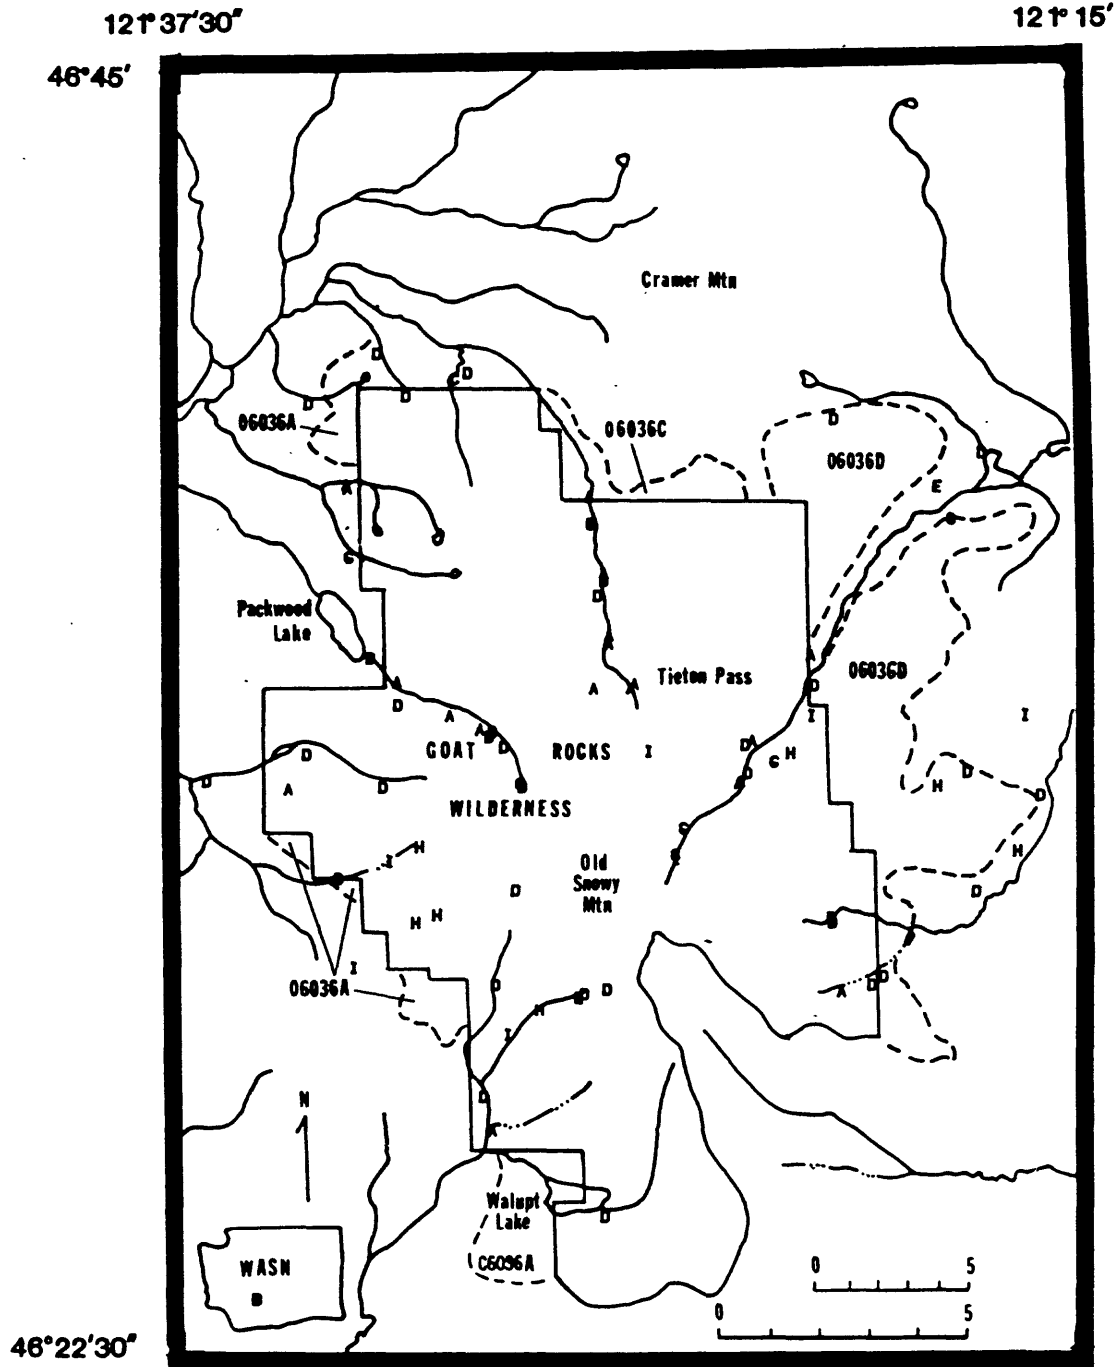 121° 37'30"
121° 15'
46°45'
Cramer Mtn
D
D
D
D
06036A
06036C
D
06036D
E
A
G
D
Packwood
Lake
A
D
A
A
D
GOAT
ROCKS
Tieton Pass
A
A
I
06036D
D
I
I
D
A
G
H
D
D
D
A
D
WILDERNESS
H
D
D
I
H
Old
Snowy
Mtn
D
H
D
H
H
I
06036A
D
D
D
A
D
D
H
I
N
D
A
Walupt
Lake
D
C6096A
WASN
0
5
0
5
46°22'30"